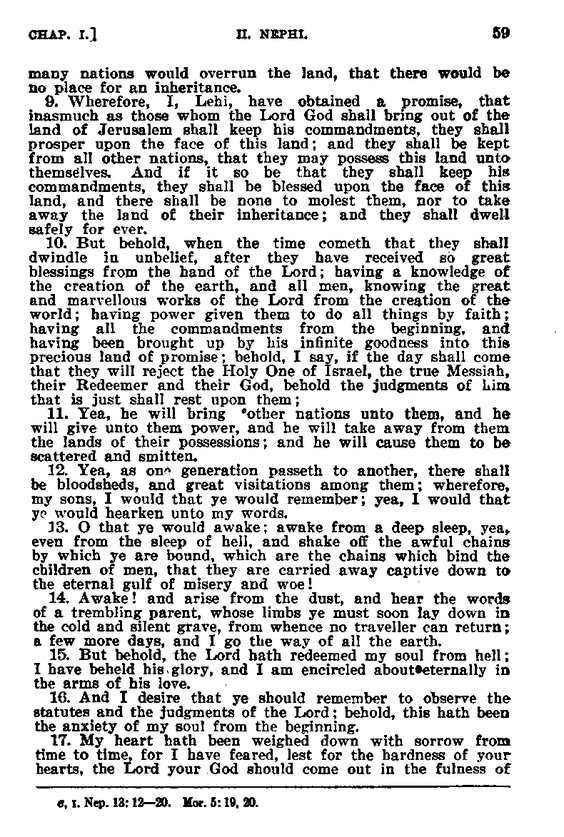 CHAP. I.] II. NEPHI. 59
many nations would overrun the land, that there would be
no place for an inheritance.
9. Wherefore, I, Lehi, have obtained a promise, that
inasmuch as those whom the Lord God shall bring out of the
land of Jerusalem shall keep his commandments, they shall
prosper upon the face of this land; and they shall be kept
from all other nations, that they may possess this land unto
themselves. And if it so be that they shall keep his
commandments, they shall be blessed upon the face of this
land, and there shall be none to molest them, nor to take
away the land of their inheritance; and they shall dwell
safely for ever.
10. But behold, when the time cometh that they shall
dwindle in unbelief, after they have received so great
blessings from the hand of the Lord; having a knowledge of
the creation of the earth, and all men, knowing the great
and marvellous works of the Lord from the creation of the
world; having power given them to do all things by faith;
having all the commandments from the beginning, and
having been brought up by his infinite goodness into this
precious land of promise; behold, I say, if the day shall come
that they will reject the Holy One of Israel, the true Messiah,
their Redeemer and their God, behold the judgments of him
that is just shall rest upon them;
11. Yea, he will bring eother nations unto them, and he
will give unto them power, and he will take away from them
the lands of their possessions; and he will cause them to be
scattered and smitten.
12. Yea, as one generation passeth to another, there shall
be bloodsheds, and great visitations among them; wherefore,
my sons, I would that ye would remember; yea, I would that
ye would hearken unto my words.
13. O that ye would awake; awake from a deep sleep, yea,
even from the sleep of hell, and shake off the awful chains
by which ye are bound, which are the chains which bind the
children of men, that they are carried away captive down to
the eternal gulf of misery and woe!
14. Awake! and arise from the dust, and hear the words
of a trembling parent, whose limbs ye must soon lay down in
the cold and silent grave, from whence no traveller can return;
a few more days, and I go the way of all the earth.
15. But behold, the Lord hath redeemed my soul from hell;
I have beheld his glory, and I am encircled about eternally in
the arms of his love.
16. And I desire that ye should remember to observe the
statutes and the judgments of the Lord; behold, this hath been
the anxiety of my soul from the beginning.
17. My heart hath been weighed down with sorrow from
time to time, for I have feared, lest for the hardness of your
hearts, the Lord your God should come out in the fulness of
e, I. Nep. 13: 12—20. Mor. 5: 19, 20.